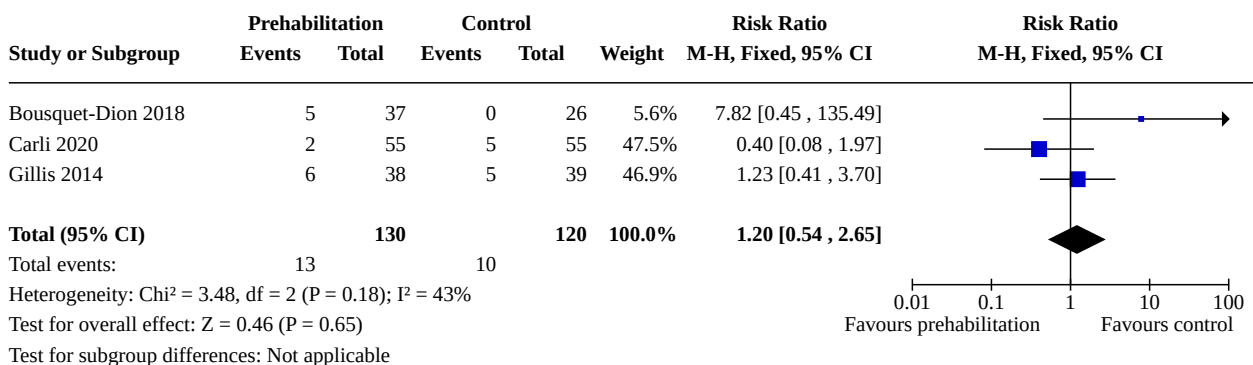 Prehabilitation Control Risk Ratio Risk Ratio
Study or Subgroup Events Total Events Total Weight M-H, Fixed, 95% CI M-H, Fixed, 95% CI
Bousquet-Dion 2018 5 37 0 26 5.6% 7.82 [0.45 , 135.49]
Carli 2020 2 55 5 55 47.5% 0.40 [0.08 , 1.97]
Gillis 2014 6 38 5 39 46.9% 1.23 [0.41 , 3.70]
Total (95% CI) 130 120 100.0% 1.20 [0.54 , 2.65]
Total events: 13 10
Heterogeneity: Chi² = 3.48, df = 2 (P = 0.18); I² = 43%
0.01 0.1 1 10 100
Test for overall effect: Z = 0.46 (P = 0.65)
Favours prehabilitation Favours control
Test for subgroup differences: Not applicable